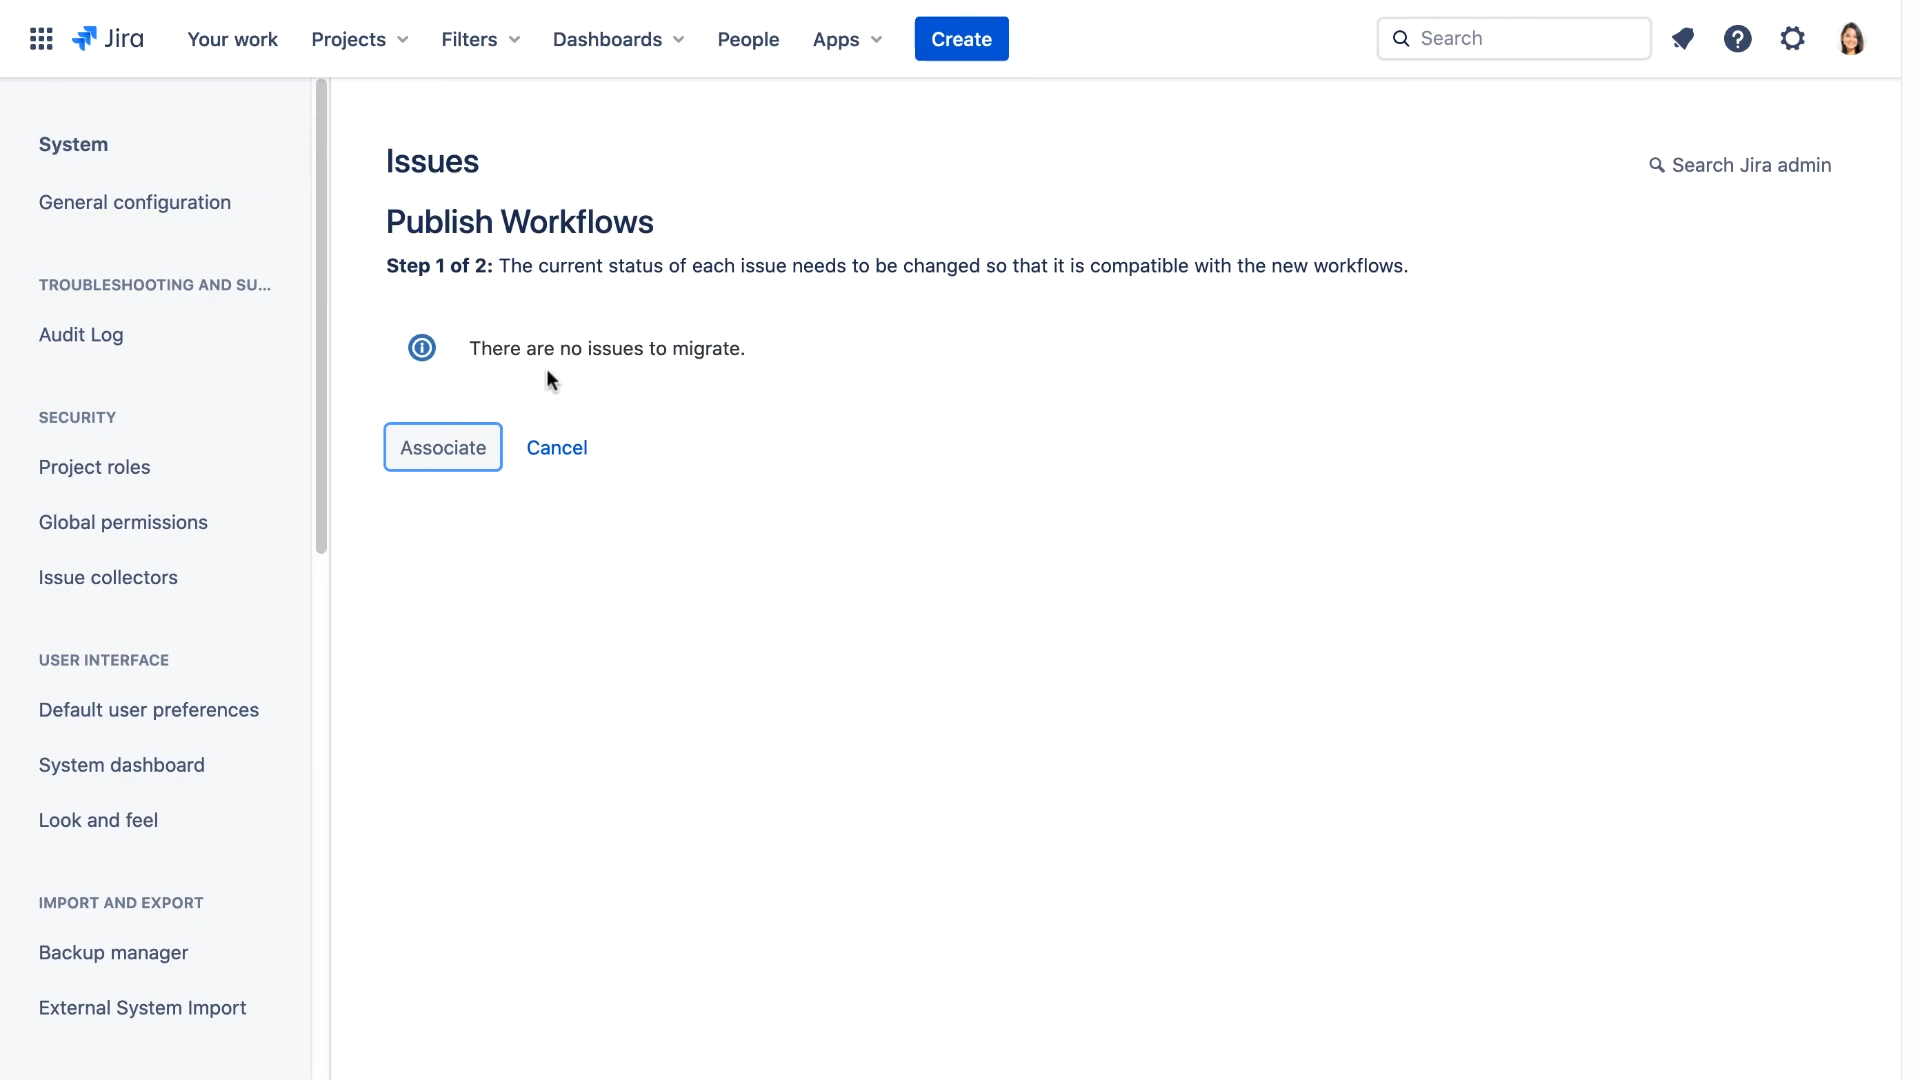 Jira
Your work
Projects
Filters
Dashboards
People
Apps
Create
Search
System
General configuration
TROUBLESHOOTING AND SU...
Audit Log
SECURITY
Project roles
Global permissions
Issue collectors
USER INTERFACE
Default user preferences
System dashboard
Look and feel
IMPORT AND EXPORT
Backup manager
External System Import
Issues
Search Jira admin
Publish Workflows
Step 1 of 2: The current status of each issue needs to be changed so that it is compatible with the new workflows.
There are no issues to migrate.
Associate
Cancel